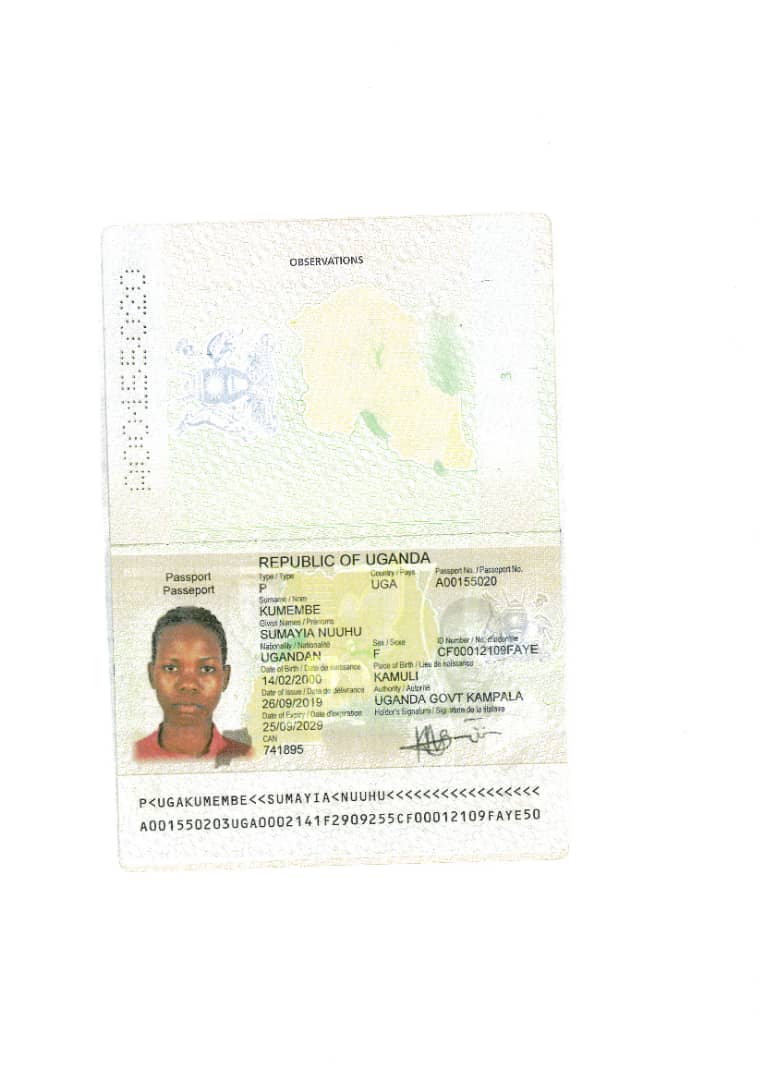 OBSERVATIONS
A00155020
3
REPUBLIC OF UGANDA
Passport
Passeport
Type / Type
Country / Pays
Passport No. / Passeport No.
P
UGA
A00155020
Surname / Nom
KUMEMBE
Given Names / Prénoms
SUMAYIA NUUHU
Nationality / Nationalité
Sex / Sexe
ID Number / No. d'identité
UGANDAN
F
CF00012109FAYE
Date of Birth / Date de naissance
Place of Birth / Lieu de naissance
14/02/2000
KAMULI
Date of Issue / Date de délivrance
Authority / Autorité
26/09/2019
UGANDA GOVT KAMPALA
Date of Expiry / Date d'expiration
Holder's Signature / Signature de la titulaire
25/09/2029
CAN
741895
P<UGAKUMEMBE<<SUMAYIA<NUUHU<<<<<<<<<<<<<<<<<
A001550203UGA0002141F2909255CF00012109FAYE50